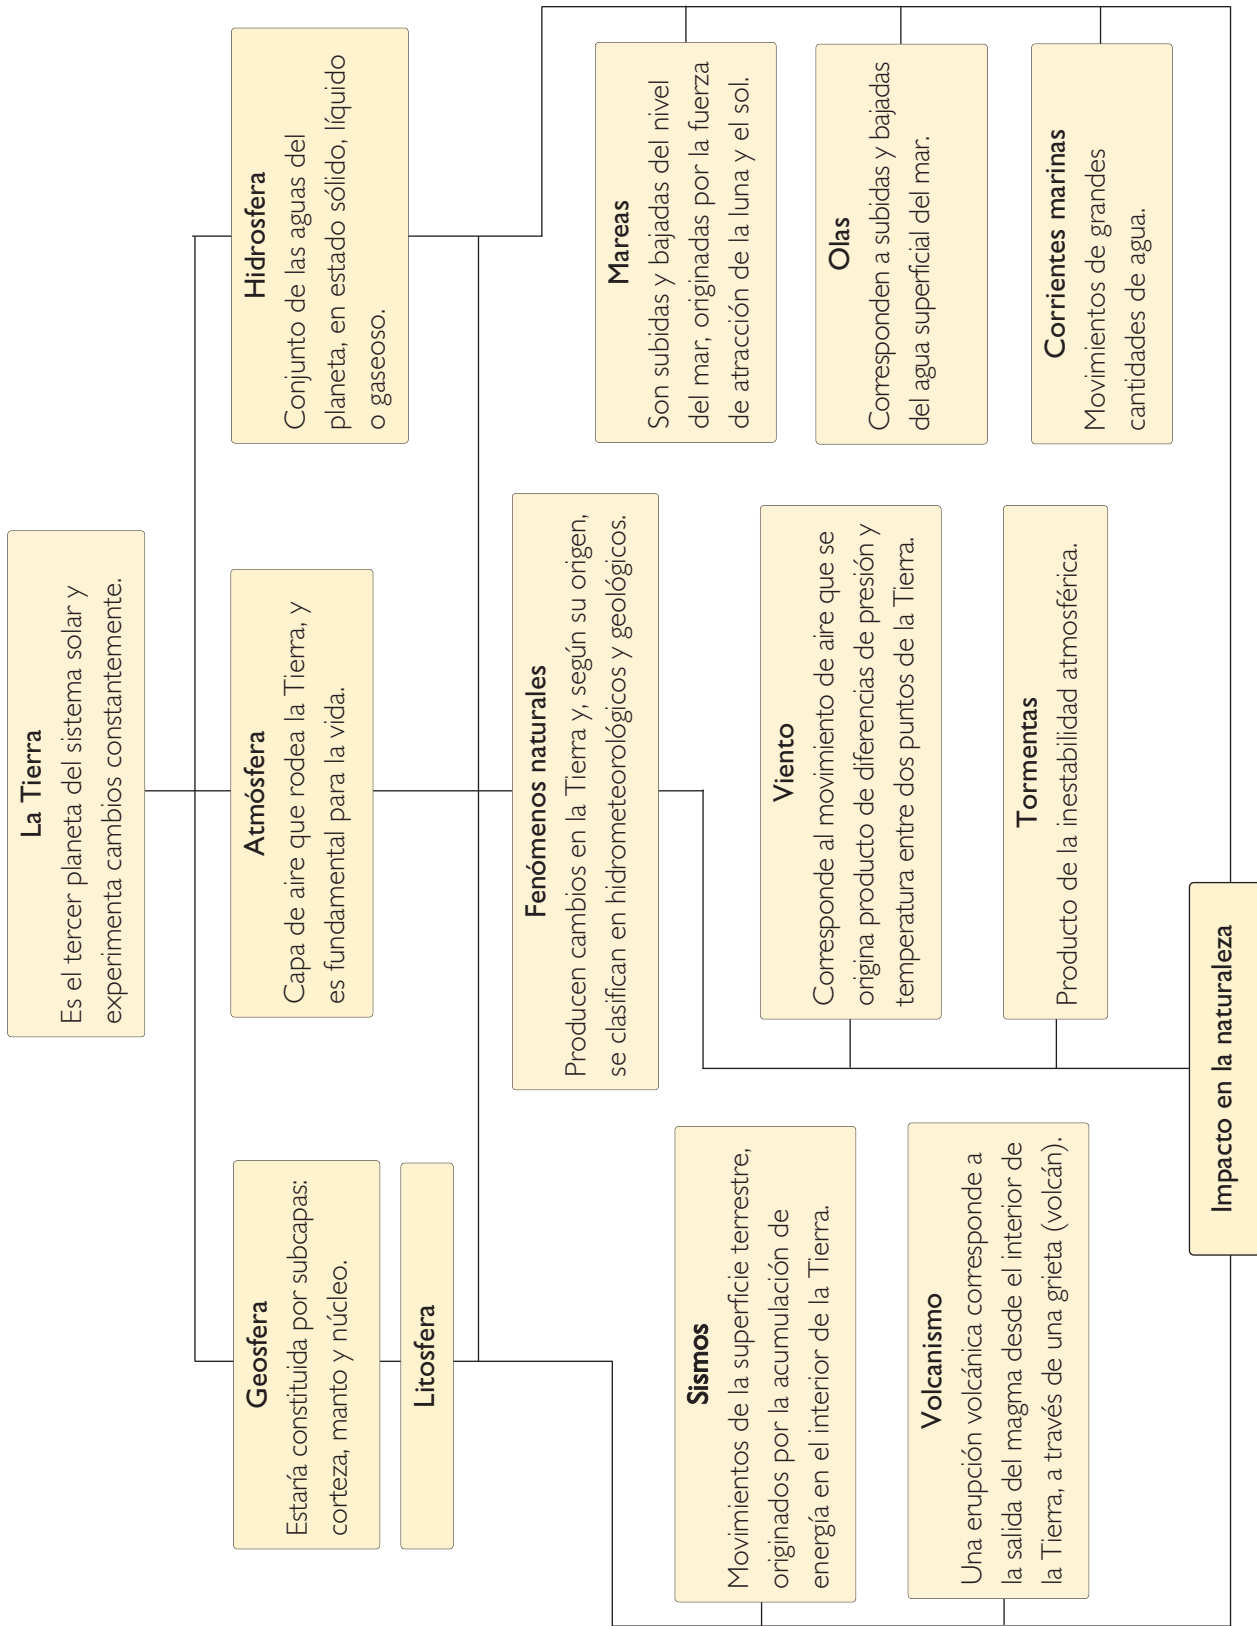 La Tierra
Es el tercer planeta del sistema solar y
experimenta cambios constantemente.
Geosfera
Estaría constituida por subcapas:
corteza, manto y núcleo.
Litosfera
Atmósfera
Capa de aire que rodea la Tierra, y
es fundamental para la vida.
Hidrosfera
Conjunto de las aguas del
planeta, en estado sólido, líquido
o gaseoso.
Fenómenos naturales
Producen cambios en la Tierra y, según su origen,
se clasifican en hidrometeorológicos y geológicos.
Sismos
Movimientos de la superficie terrestre,
originados por la acumulación de
energía en el interior de la Tierra.
Volcanismo
Una erupción volcánica corresponde a
la salida del magma desde el interior de
la Tierra, a través de una grieta (volcán).
Viento
Corresponde al movimiento de aire que se
origina producto de diferencias de presión y
temperatura entre dos puntos de la Tierra.
Tormentas
Producto de la inestabilidad atmosférica.
Mareas
Son subidas y bajadas del nivel
del mar, originadas por la fuerza
de atracción de la luna y el sol.
Olas
Corresponden a subidas y bajadas
del agua superficial del mar.
Corrientes marinas
Movimientos de grandes
cantidades de agua.
Impacto en la naturaleza